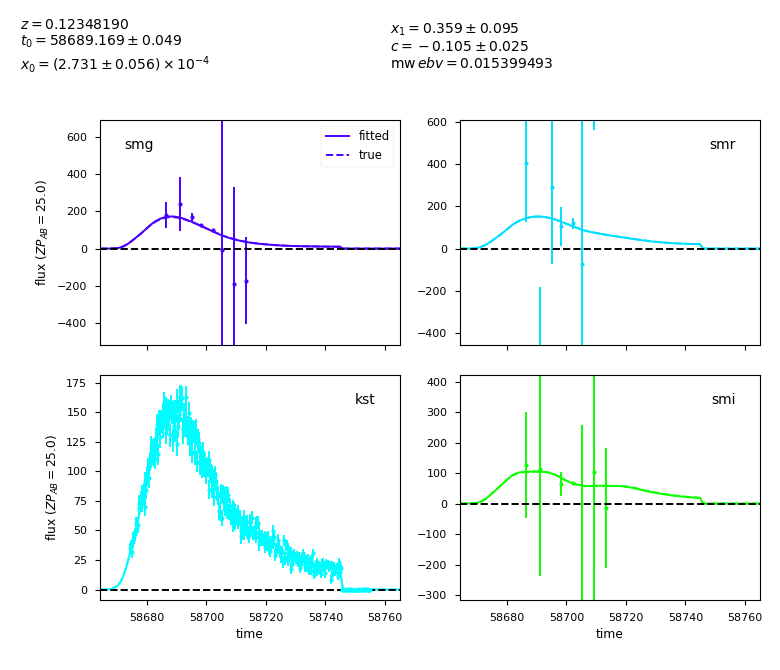 z = 0.12348190
t₀ = 58689.169 ± 0.049
x₀ = (2.731 ± 0.056) × 10⁻⁴
x₁ = 0.359 ± 0.095
c = −0.105 ± 0.025
mw ebv = 0.015399493
smg
fitted
true
600
400
200
0
−200
−400
flux (ZP_AB = 25.0)
smr
600
400
200
0
−200
−400
kst
175
150
125
100
75
50
25
0
flux (ZP_AB = 25.0)
58680 58700 58720 58740 58760
time
smi
400
300
200
100
0
−100
−200
−300
58680 58700 58720 58740 58760
time